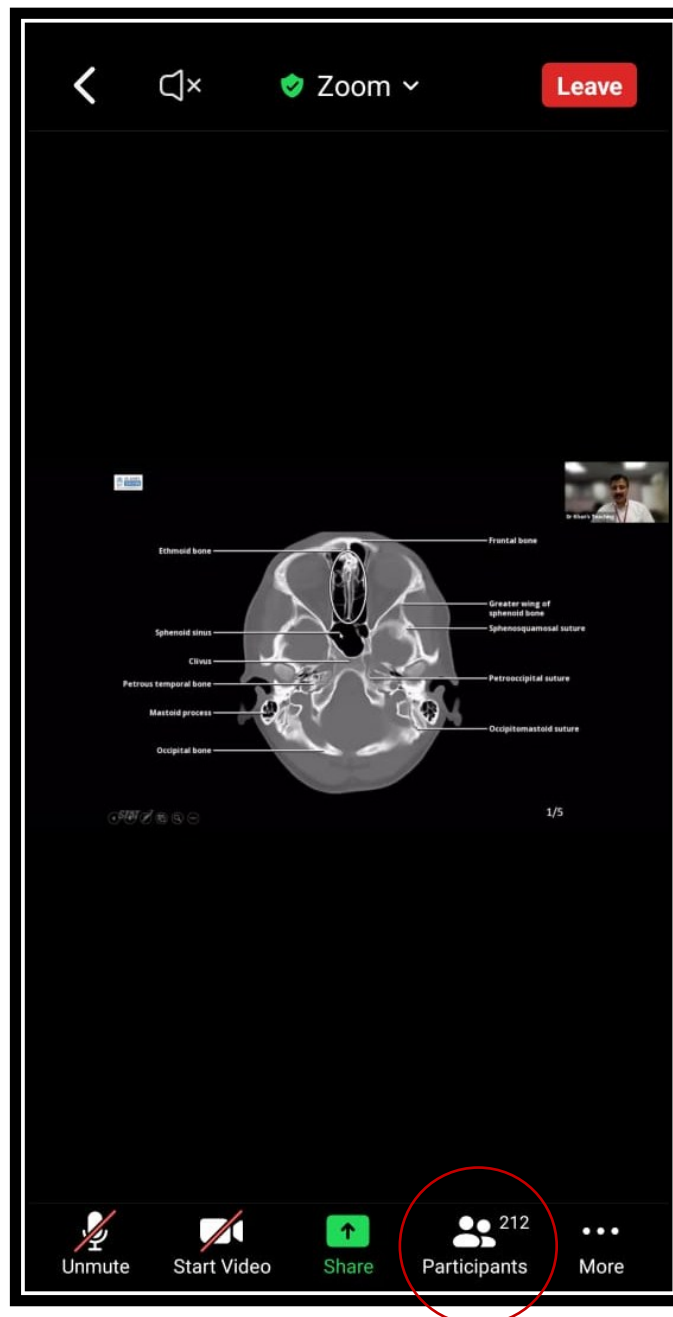 Zoom
Leave
Ethmoid bone
Frontal bone
Greater wing of
sphenoid bone
Sphenosquamosal suture
Sphenoid sinus
Clivus
Petrous temporal bone
Petrooccipital suture
Mastoid process
Occipitomastoid suture
Occipital bone
1/5
212
Unmute
Start Video
Share
Participants
More